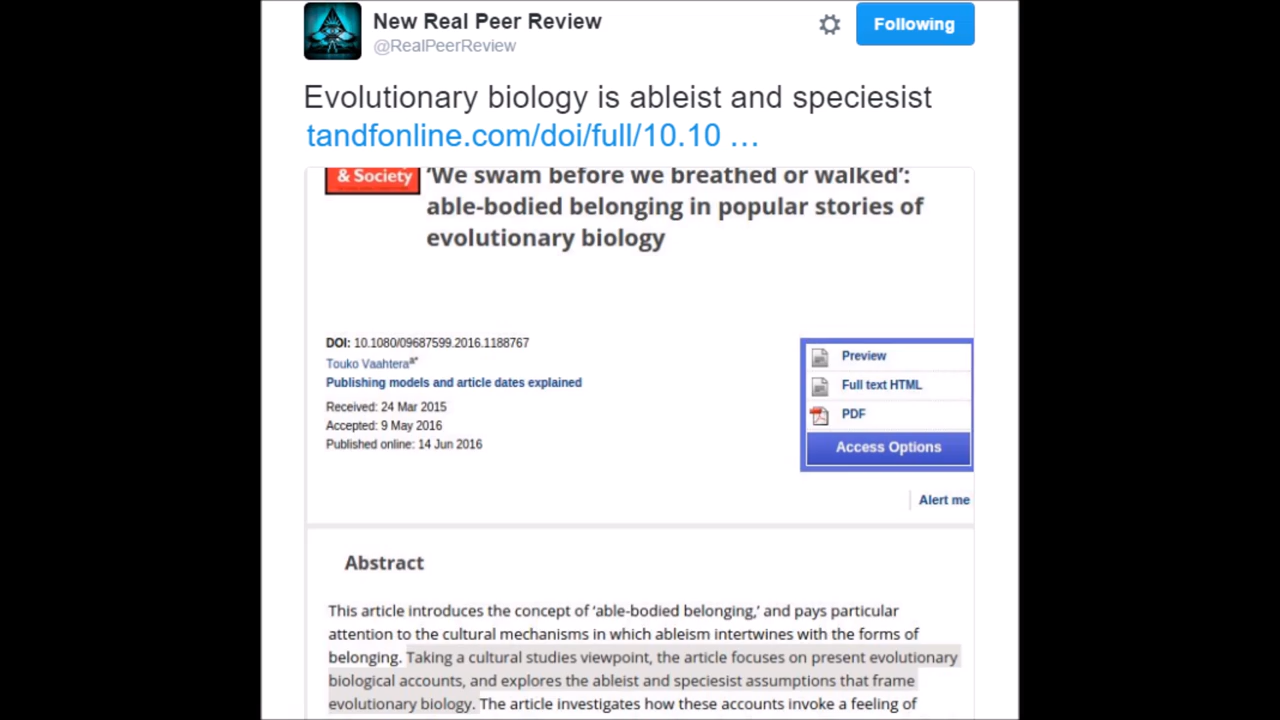 New Real Peer Review
@RealPeerReview
Following
Evolutionary biology is ableist and speciesist
tandfonline.com/doi/full/10.10 …
& Society
‘We swam before we breathed or walked’:
able-bodied belonging in popular stories of
evolutionary biology
DOI: 10.1080/09687599.2016.1188767
Touko Vaahteraa*
Publishing models and article dates explained
Received: 24 Mar 2015
Accepted: 9 May 2016
Published online: 14 Jun 2016
Preview
Full text HTML
PDF
Access Options
Alert me
Abstract
This article introduces the concept of ‘able-bodied belonging,’ and pays particular
attention to the cultural mechanisms in which ableism intertwines with the forms of
belonging. Taking a cultural studies viewpoint, the article focuses on present evolutionary
biological accounts, and explores the ableist and speciesist assumptions that frame
evolutionary biology. The article investigates how these accounts invoke a feeling of